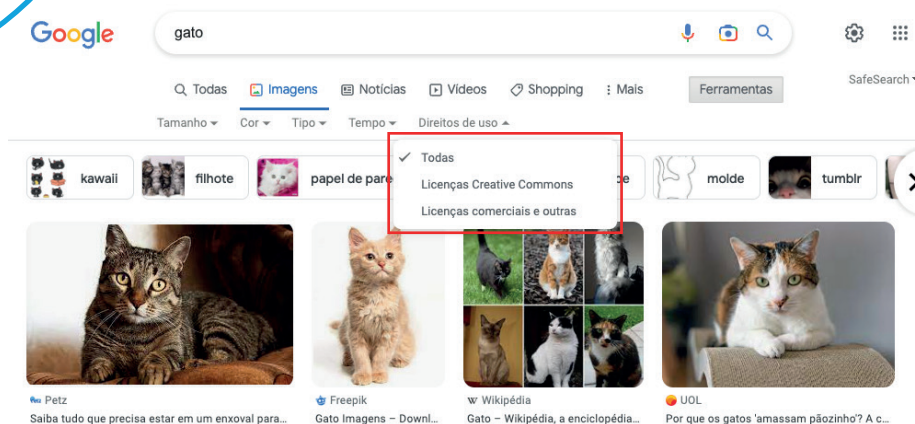 Google
gato
Todas Imagens Notícias Vídeos Shopping Mais Ferramentas
SafeSearch
Tamanho Cor Tipo Tempo Direitos de uso
Todas
Licenças Creative Commons
Licenças comerciais e outras
kawaii filhote papel de pare molde tumblr
Petz
Saiba tudo que precisa estar em um enxoval para...
Freepik
Gato Imagens – Downl...
W Wikipédia
Gato – Wikipédia, a enciclopédia...
UOL
Por que os gatos 'amassam pãozinho'? A c...